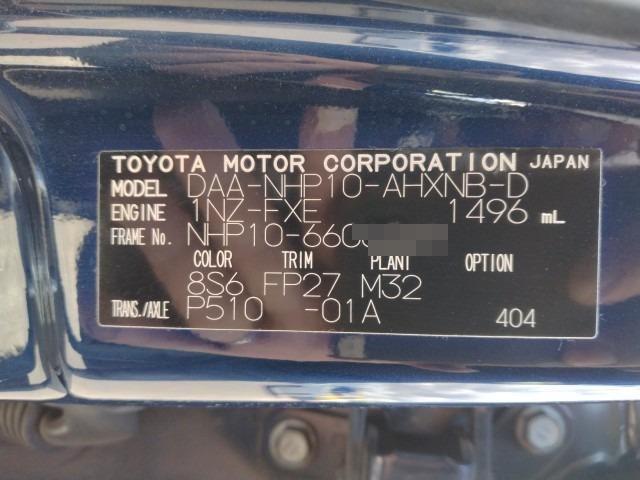 TOYOTA MOTOR CORPORATION JAPAN
MODEL DAA-NHP10-AHXNB-D
ENGINE 1NZ-FXE 1496 mL
FRAME No. NHP10-660
COLOR TRIM PLANT OPTION
8S6 FP27 M32
TRANS./AXLE P510 -01A 404